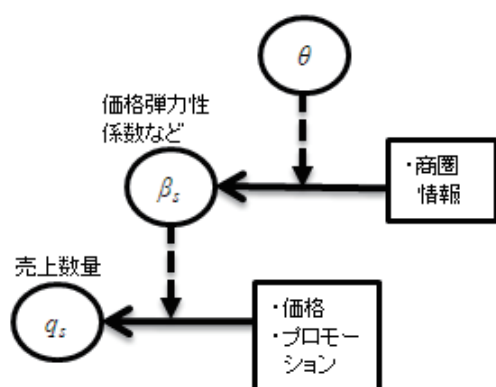 θ
価格弾力性
係数など
βs
・商圏
情報
売上数量
qs
・価格
・プロモー
ション